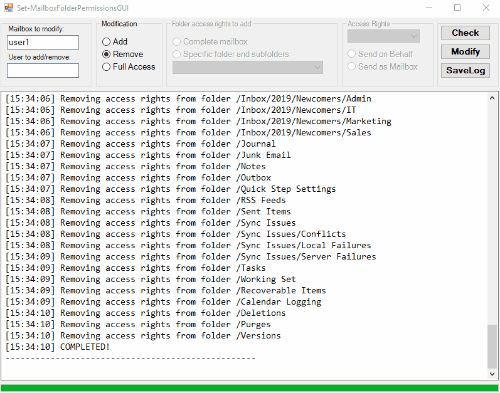 Set-MailboxFolderPermissionsGUI
Mailbox to modify:
user1
User to add/remove:
Modification
Add
Remove
Full Access
Folder access rights to add
Complete mailbox
Specific folder and subfolders
Access Rights
Send on Behalf
Send as Mailbox
Check
Modify
SaveLog
[15:34:06] Removing access rights from folder /Inbox/2019/Newcomers/Admin
[15:34:06] Removing access rights from folder /Inbox/2019/Newcomers/IT
[15:34:06] Removing access rights from folder /Inbox/2019/Newcomers/Marketing
[15:34:06] Removing access rights from folder /Inbox/2019/Newcomers/Sales
[15:34:07] Removing access rights from folder /Journal
[15:34:07] Removing access rights from folder /Junk Email
[15:34:07] Removing access rights from folder /Notes
[15:34:07] Removing access rights from folder /Outbox
[15:34:07] Removing access rights from folder /Quick Step Settings
[15:34:08] Removing access rights from folder /RSS Feeds
[15:34:08] Removing access rights from folder /Sent Items
[15:34:08] Removing access rights from folder /Sync Issues
[15:34:08] Removing access rights from folder /Sync Issues/Conflicts
[15:34:08] Removing access rights from folder /Sync Issues/Local Failures
[15:34:09] Removing access rights from folder /Sync Issues/Server Failures
[15:34:09] Removing access rights from folder /Tasks
[15:34:09] Removing access rights from folder /Working Set
[15:34:09] Removing access rights from folder /Recoverable Items
[15:34:09] Removing access rights from folder /Calendar Logging
[15:34:10] Removing access rights from folder /Deletions
[15:34:10] Removing access rights from folder /Purges
[15:34:10] Removing access rights from folder /Versions
[15:34:10] COMPLETED!
--------------------------------------------------